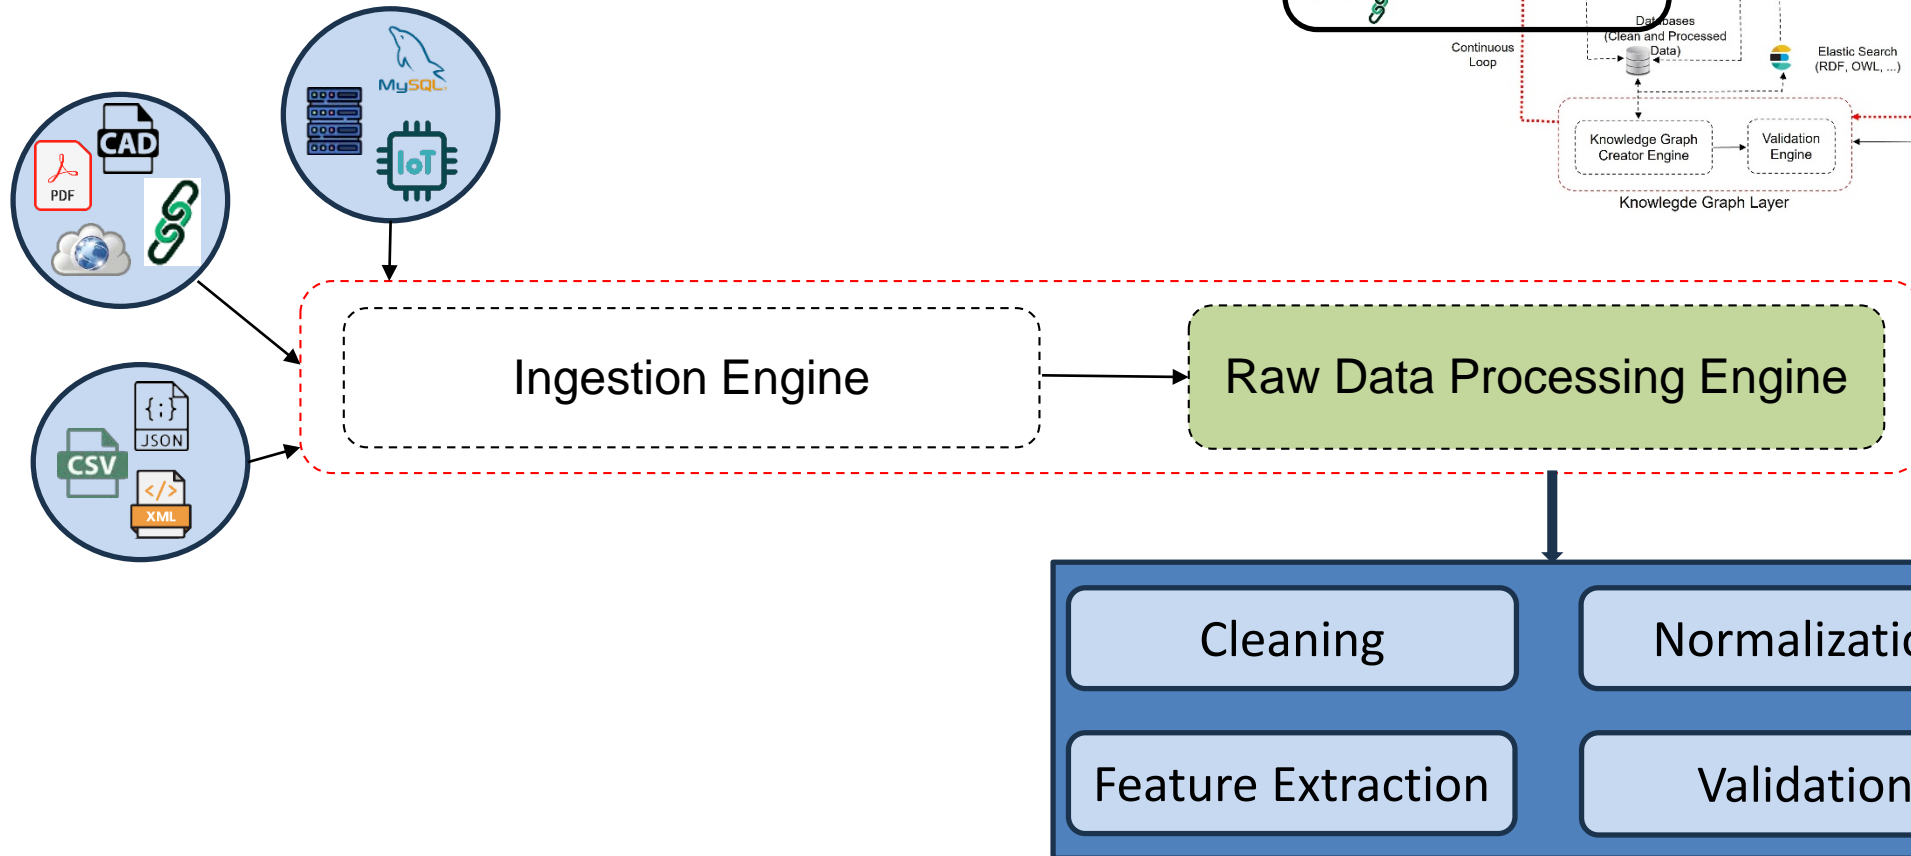 MySQL
IoT
CAD
PDF
Databases
(Clean and Processed
Data)
Continuous
Loop
Elastic Search
(RDF, OWL, ...)
Knowledge Graph
Creator Engine
Validation
Engine
Knowlegde Graph Layer
Ingestion Engine
Raw Data Processing Engine
{;}
JSON
CSV
</>
XML
Cleaning
Normalizatio
Feature Extraction
Validation